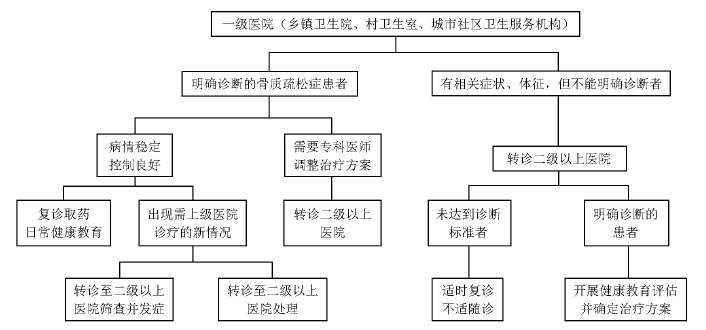 一级医院（乡镇卫生院、村卫生室、城市社区卫生服务机构）
明确诊断的骨质疏松症患者
有相关症状、体征，但不能明确诊断者
病情稳定
控制良好
需要专科医师
调整治疗方案
转诊二级以上医院
复诊取药
日常健康教育
出现需上级医院
诊疗的新情况
转诊二级以上
医院
未达到诊断
标准者
明确诊断的
患者
转诊至二级以上
医院筛查并发症
转诊至二级以上
医院处理
适时复诊
不适随诊
开展健康教育评估
并确定治疗方案